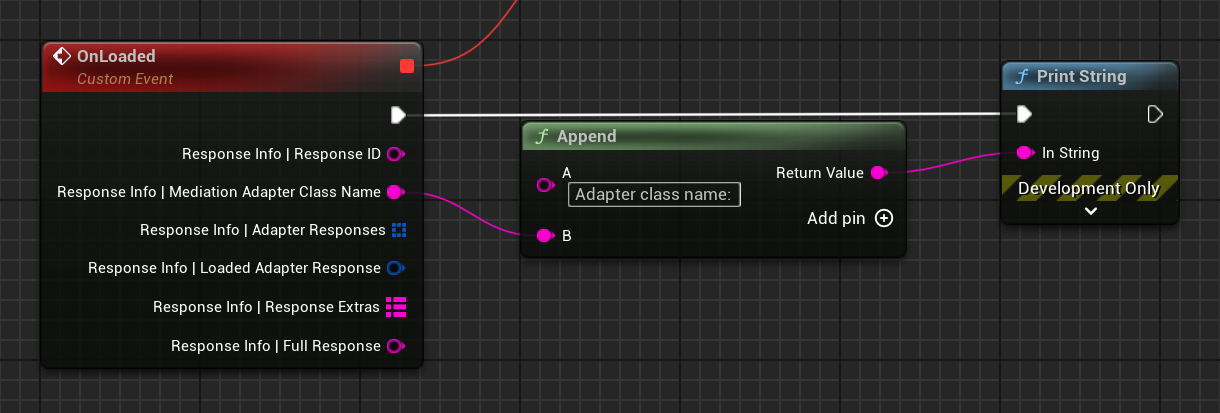 OnLoaded
Custom Event
Response Info | Response ID
Response Info | Mediation Adapter Class Name
Response Info | Adapter Responses
Response Info | Loaded Adapter Response
Response Info | Response Extras
Response Info | Full Response
f Append
A
Adapter class name:
B
Return Value
Add pin
f Print String
In String
Development Only